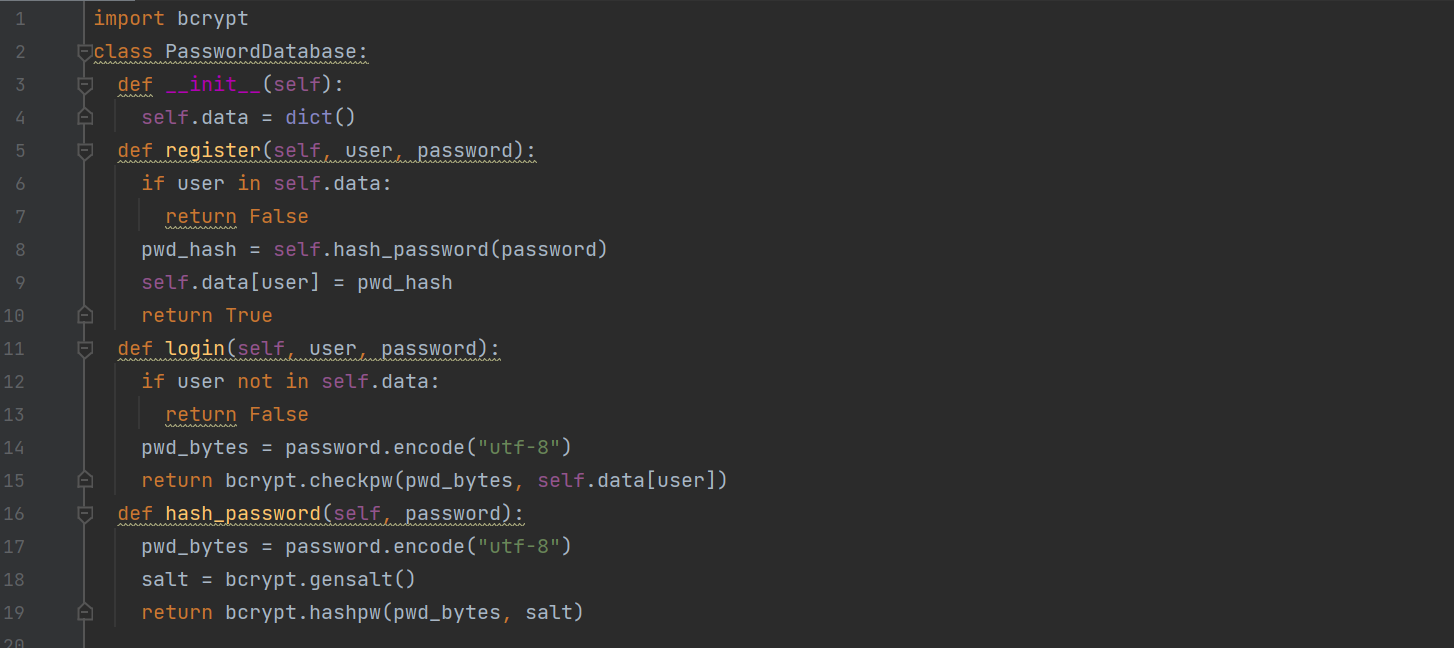 1 import bcrypt
2 class PasswordDatabase:
3   def __init__(self):
4     self.data = dict()
5   def register(self, user, password):
6     if user in self.data:
7       return False
8     pwd_hash = self.hash_password(password)
9     self.data[user] = pwd_hash
10     return True
11   def login(self, user, password):
12     if user not in self.data:
13       return False
14     pwd_bytes = password.encode("utf-8")
15     return bcrypt.checkpw(pwd_bytes, self.data[user])
16   def hash_password(self, password):
17     pwd_bytes = password.encode("utf-8")
18     salt = bcrypt.gensalt()
19     return bcrypt.hashpw(pwd_bytes, salt)
20